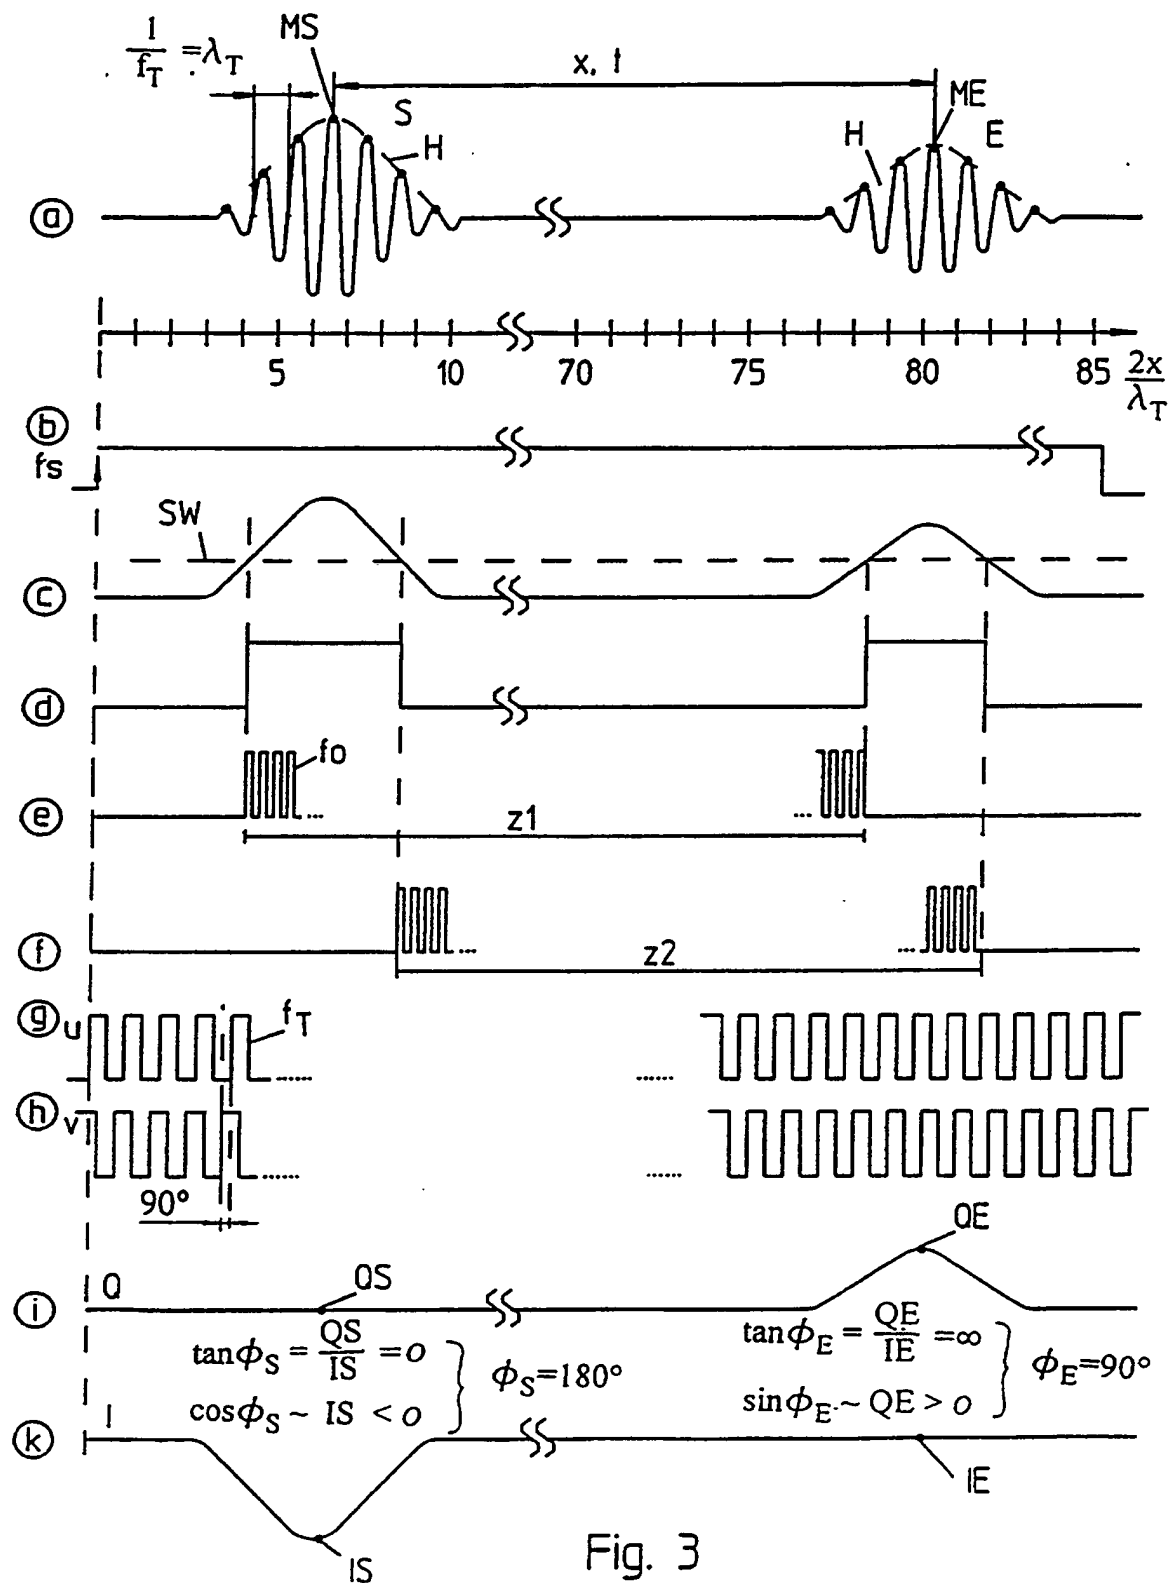 MS
1/f_T = λ_T
x, t
ME
S
H
H
E
a
5 10 70 75 80 85 2x/λ_T
b
fs
SW
c
d
fo
e
... ...
z1
f
... ...
z2
g u
f_T
...... ......
h v
...... ......
90°
QE
Q
QS
i
tanϕ_S = QS/IS = 0
ϕ_S = 180°
cosϕ_S ~ IS < 0
tanϕ_E = QE/IE = ∞
ϕ_E = 90°
sinϕ_E ~ QE > 0
I
k
IE
IS
Fig. 3